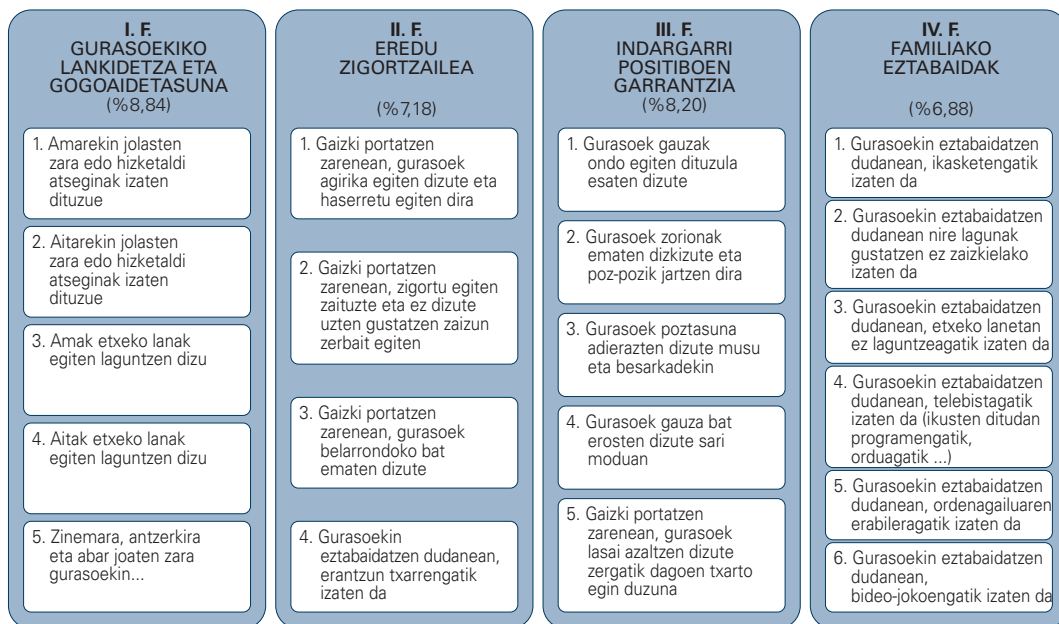 I. F.
GURASOEKIKO
LANKIDETZA ETA
GOGOAIDETASUNA
(%8,84)
1. Amarekin jolasten
zara edo hizketaldi
atseginak izaten
dituzue
2. Aitarekin jolasten
zara edo hizketaldi
atseginak izaten
dituzue
3. Amak etxeko lanak
egiten laguntzen dizu
4. Aitak etxeko lanak
egiten laguntzen dizu
5. Zinemara, antzerkira
eta abar joaten zara
gurasoekin...
II. F.
EREDU
ZIGORTZAILEA
(%7,18)
1. Gaizki portatzen
zarenean, gurasoek
agirika egiten dizute eta
haserretu egiten dira
2. Gaizki portatzen
zarenean, zigortu egiten
zaituzte eta ez dizute
uzten gustatzen zaizun
zerbait egiten
3. Gaizki portatzen
zarenean, gurasoek
belarrondoko bat
ematen dizute
4. Gurasoekin
eztabaidatzen dudanean,
erantzun txarrengatik
izaten da
III. F.
INDARGARRI
POSITIBOEN
GARRANTZIA
(%8,20)
1. Gurasoek gauzak
ondo egiten dituzula
esaten dizute
2. Gurasoek zorionak
ematen dizkizute eta
poz-pozik jartzen dira
3. Gurasoek poztasuna
adierazten dizute musu
eta besarkadekin
4. Gurasoek gauza bat
erosten dizute sari
moduan
5. Gaizki portatzen
zarenean, gurasoek
lasai azaltzen dizute
zergatik dagoen txarto
egin duzuna
IV. F.
FAMILIAKO
EZTABAIDAK
(%6,88)
1. Gurasoekin eztabaidatzen
dudanean, ikasketengatik
izaten da
2. Gurasoekin eztabaidatzen
dudanean nire lagunak
gustatzen ez zaizkielako
izaten da
3. Gurasoekin eztabaidatzen
dudanean, etxeko lanetan
ez laguntzeagatik izaten da
4. Gurasoekin eztabaidatzen
dudanean, telebistagatik
izaten da (ikusten ditudan
programengatik,
orduagatik ...)
5. Gurasoekin eztabaidatzen
dudanean, ordenagailuaren
erabileragatik izaten da
6. Gurasoekin eztabaidatzen
dudanean,
bideo-jokoengatik izaten da